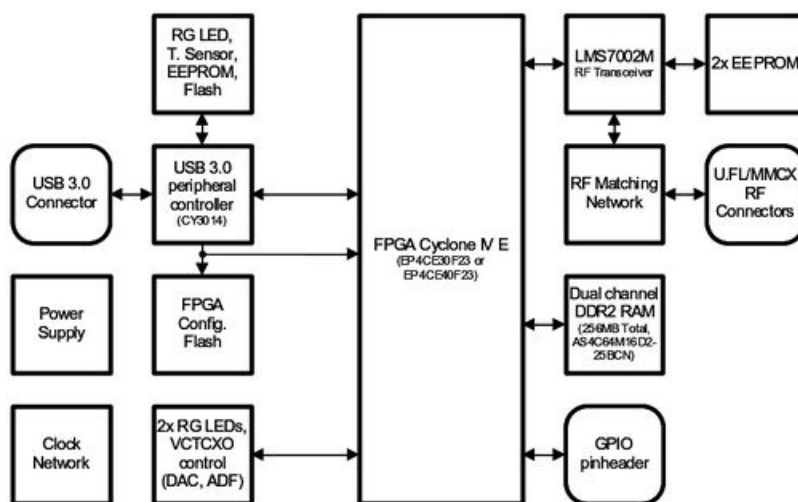 RG LED,
T. Sensor,
EEPROM,
Flash
LMS7002M
RF Transceiver
2x EEPROM
USB 3.0
Connector
USB 3.0
peripheral
controller
(CY3014)
RF Matching
Network
U.FL/MMCX
RF
Connectors
FPGA Cyclone IV E
(EP4CE30F23 or
EP4CE40F23)
Power
Supply
FPGA
Config.
Flash
Dual channel
DDR2 RAM
(256MB Total,
AS4C64M16D2-
25BCN)
Clock
Network
2x RG LEDs,
VCTCXO
control
(DAC, ADF)
GPIO
pinheader